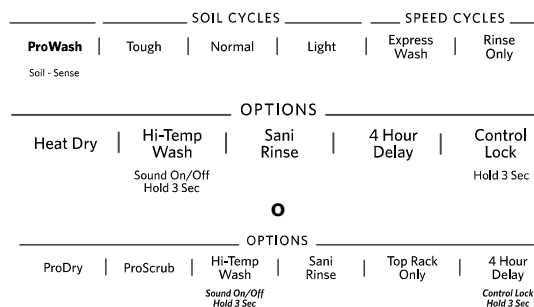 SOIL CYCLES SPEED CYCLES
ProWash | Tough | Normal | Light | Express Wash | Rinse Only
Soil - Sense
OPTIONS
Heat Dry | Hi-Temp Wash | Sani Rinse | 4 Hour Delay | Control Lock
Sound On/Off Hold 3 Sec Hold 3 Sec
O
OPTIONS
ProDry | ProScrub | Hi-Temp Wash | Sani Rinse | Top Rack Only | 4 Hour Delay
Sound On/Off Hold 3 Sec Control Lock Hold 3 Sec